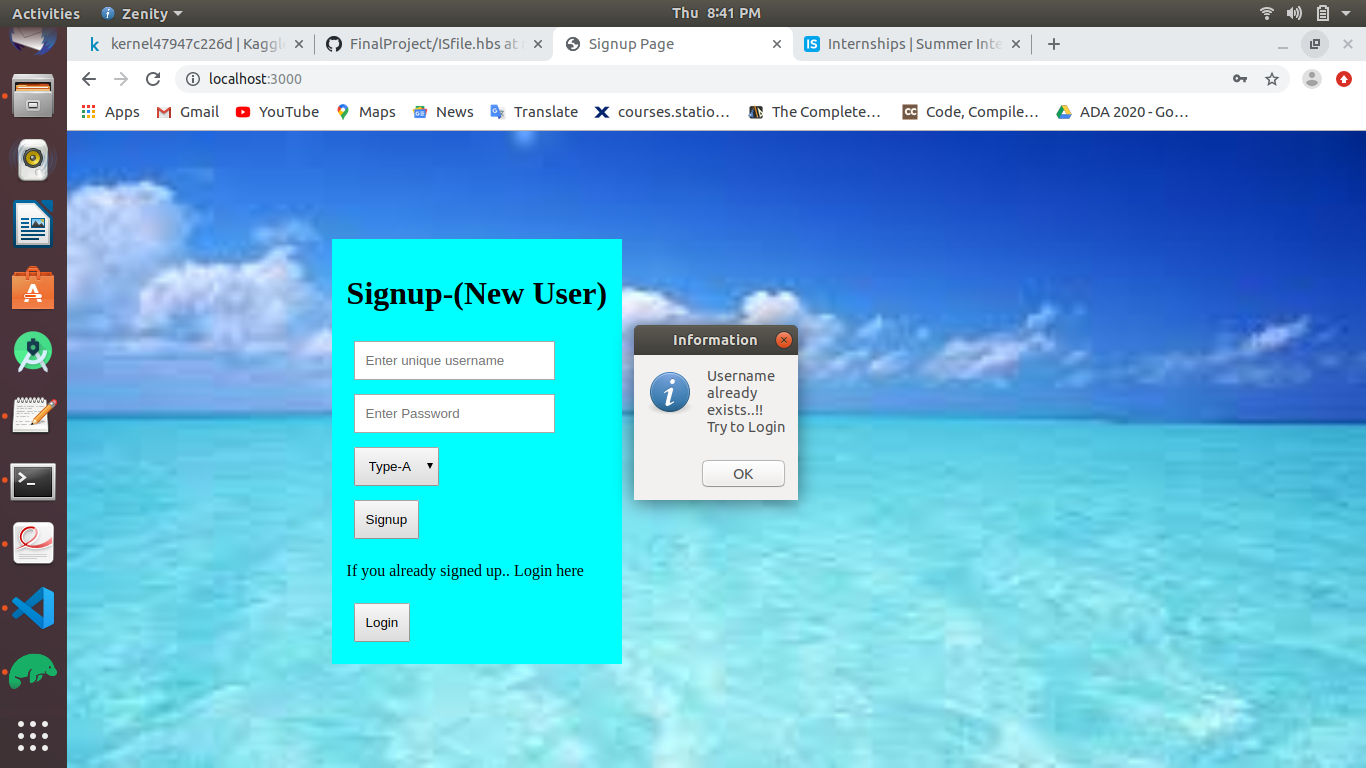 Activities Zenity Thu 8:41 PM
kernel47947c226d | Kaggle FinalProject/ISfile.hbs at Signup Page Internships | Summer Inte
localhost:3000
Apps Gmail YouTube Maps News Translate courses.statio… The Complete… Code, Compile… ADA 2020 - Go…
Signup-(New User)
Enter unique username
Enter Password
Type-A
Signup
If you already signed up.. Login here
Login
Information
Username
already
exists..!!
Try to Login
OK